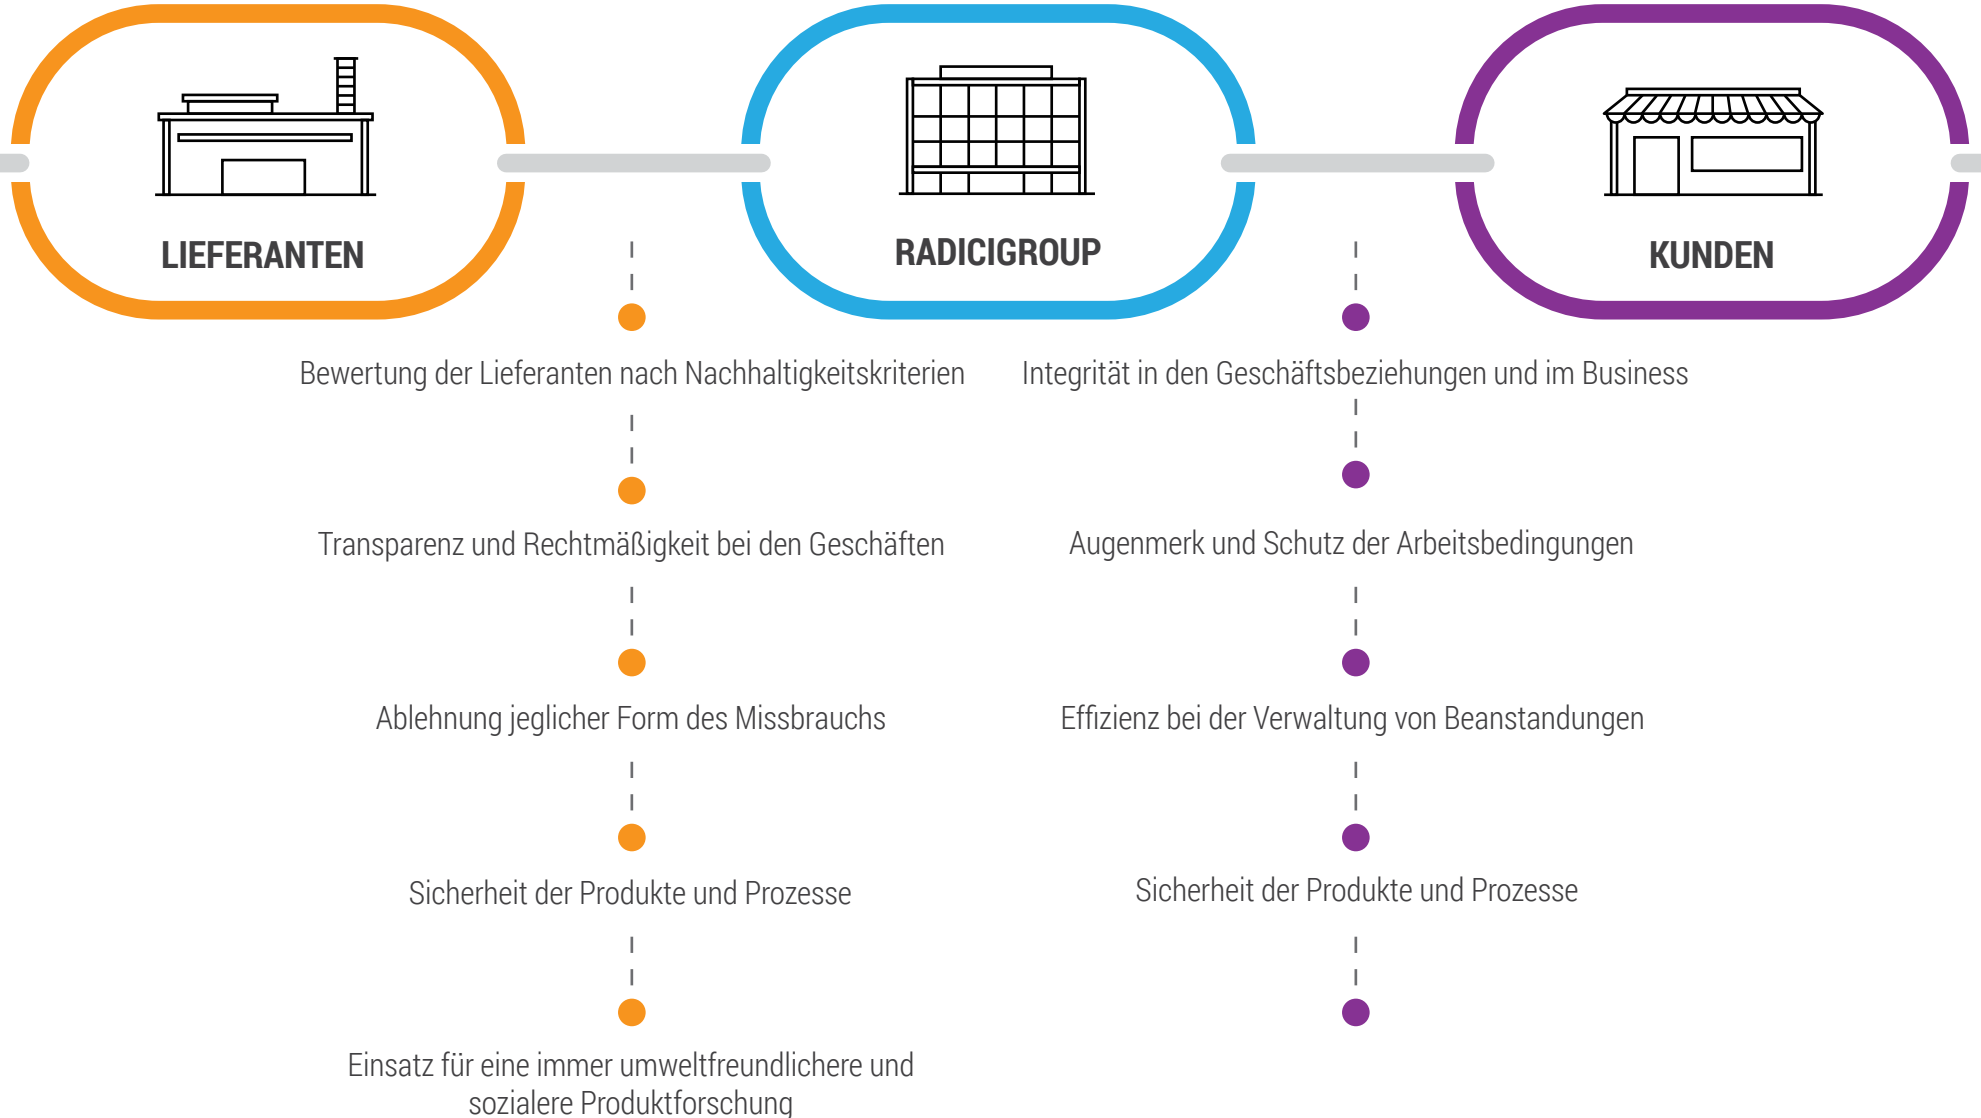 LIEFERANTEN
RADICIGROUP
KUNDEN
Bewertung der Lieferanten nach Nachhaltigkeitskriterien
Transparenz und Rechtmäßigkeit bei den Geschäften
Ablehnung jeglicher Form des Missbrauchs
Sicherheit der Produkte und Prozesse
Einsatz für eine immer umweltfreundlichere und
sozialere Produktforschung
Integrität in den Geschäftsbeziehungen und im Business
Augenmerk und Schutz der Arbeitsbedingungen
Effizienz bei der Verwaltung von Beanstandungen
Sicherheit der Produkte und Prozesse